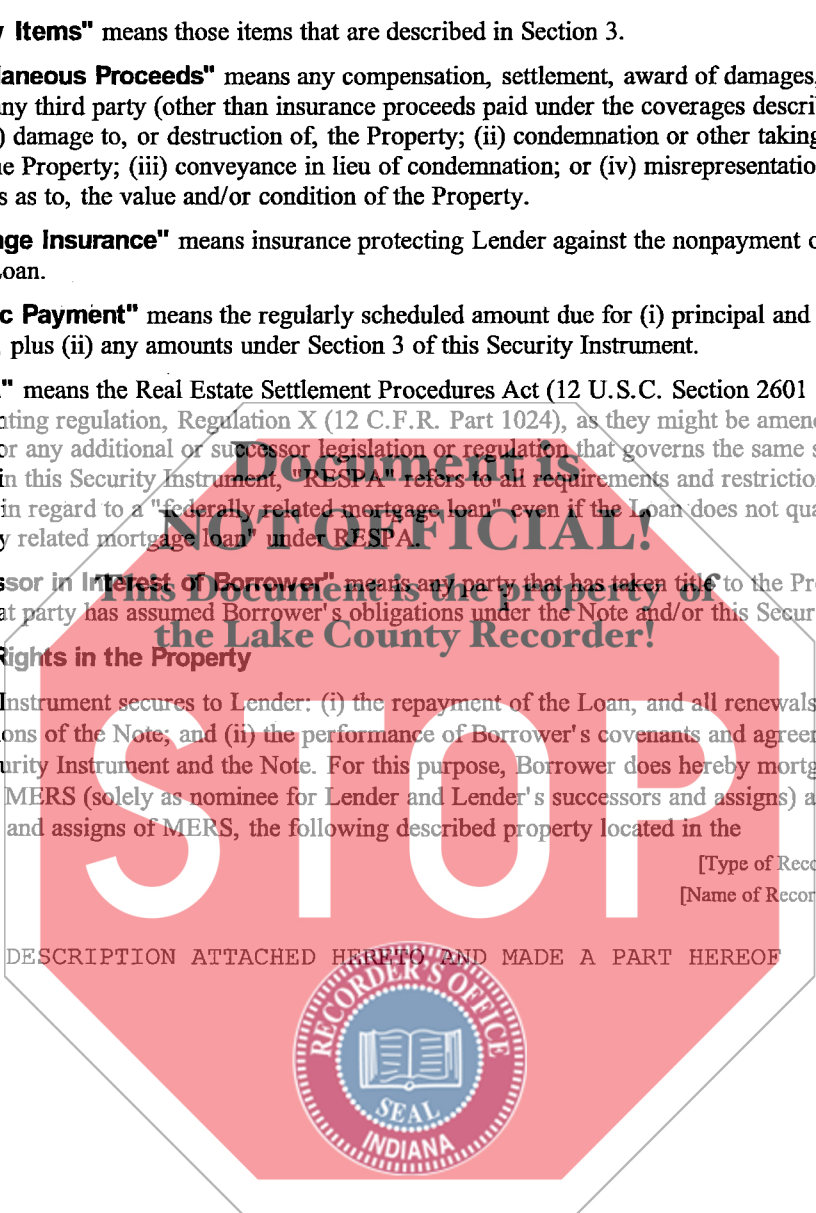 y Items" means those items that are described in Section 3.
laneous Proceeds" means any compensation, settlement, award of damages,
ny third party (other than insurance proceeds paid under the coverages descri
) damage to, or destruction of, the Property; (ii) condemnation or other taking
e Property; (iii) conveyance in lieu of condemnation; or (iv) misrepresentatio
s as to, the value and/or condition of the Property.
ge Insurance" means insurance protecting Lender against the nonpayment o
Loan.
c Payment" means the regularly scheduled amount due for (i) principal and
plus (ii) any amounts under Section 3 of this Security Instrument.
" means the Real Estate Settlement Procedures Act (12 U.S.C. Section 2601
ting regulation, Regulation X (12 C.F.R. Part 1024), as they might be amen
or any additional or successor legislation or regulation that governs the same s
in this Security Instrument, "RESPA" refers to all requirements and restrictio
in regard to a "federally related mortgage loan" even if the Loan does not qua
y related mortgage loan" under RESPA.
ssor in Interest of Borrower" means any party that has taken title to the Pr
at party has assumed Borrower's obligations under the Note and/or this Secur
Rights in the Property
Instrument secures to Lender: (i) the repayment of the Loan, and all renewals
ons of the Note; and (ii) the performance of Borrower's covenants and agree
urity Instrument and the Note. For this purpose, Borrower does hereby mortg
MERS (solely as nominee for Lender and Lender's successors and assigns) a
and assigns of MERS, the following described property located in the
[Type of Reco
[Name of Recor
DESCRIPTION ATTACHED HERETO AND MADE A PART HEREOF
Document is
NOT OFFICIAL!
This Document is the property of
the Lake County Recorder!
STOP
RECORDER'S OFFICE
SEAL
INDIANA